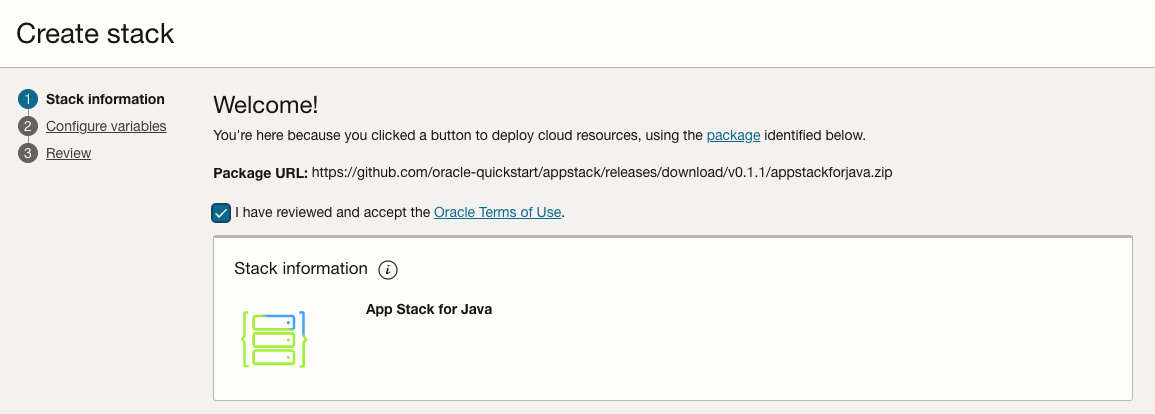 Create stack
1 Stack information
2 Configure variables
3 Review
Welcome!
You're here because you clicked a button to deploy cloud resources, using the package identified below.
Package URL: https://github.com/oracle-quickstart/appstack/releases/download/v0.1.1/appstackforjava.zip
I have reviewed and accept the Oracle Terms of Use.
Stack information i
App Stack for Java